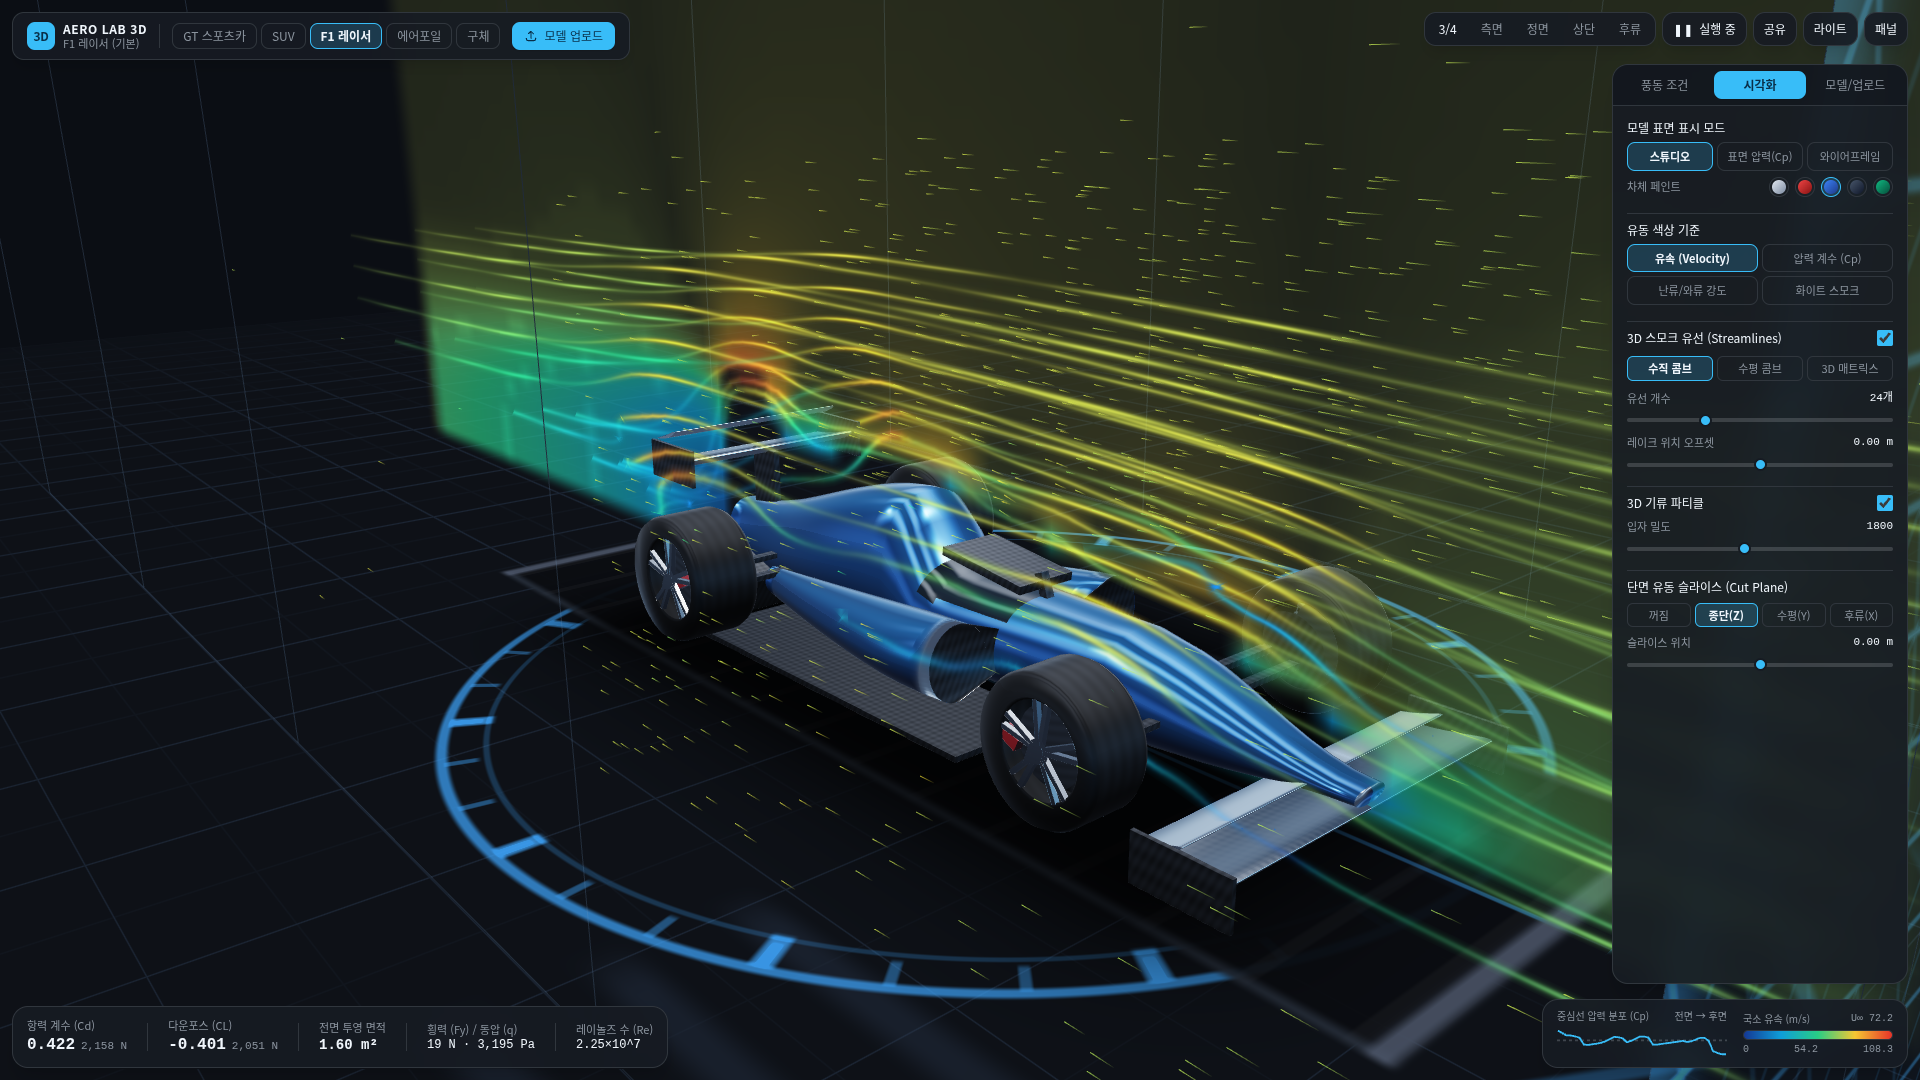 3D
AERO LAB 3D
F1 레이서 (기본)
GT 스포츠카
SUV
F1 레이서
에어포일
구체
모델 업로드
3/4
측면
정면
상단
후류
실행 중
공유
라이트
패널
풍동 조건
시각화
모델/업로드
모델 표면 표시 모드
스튜디오
표면 압력(Cp)
와이어프레임
차체 페인트
유동 색상 기준
유속 (Velocity)
압력 계수 (Cp)
난류/와류 강도
화이트 스모크
3D 스모크 유선 (Streamlines)
수직 콤브
수평 콤브
3D 매트릭스
유선 개수
24개
레이크 위치 오프셋
0.00 m
3D 기류 파티클
입자 밀도
1800
단면 유동 슬라이스 (Cut Plane)
꺼짐
종단(Z)
수평(Y)
후류(X)
슬라이스 위치
0.00 m
항력 계수 (Cd)
0.422 2,158 N
다운포스 (CL)
-0.401 2,051 N
전면 투영 면적
1.60 m²
횡력 (Fy) / 동압 (q)
19 N · 3,195 Pa
레이놀즈 수 (Re)
2.25×10^7
중심선 압력 분포 (Cp)
전면 → 후면
국소 유속 (m/s)
U∞ 72.2
0
54.2
108.3